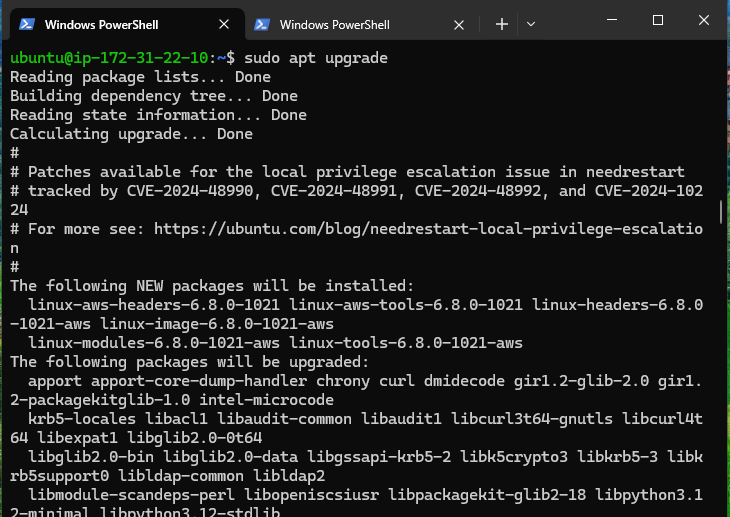 Windows PowerShell
Windows PowerShell
ubuntu@ip-172-31-22-10:~$ sudo apt upgrade
Reading package lists... Done
Building dependency tree... Done
Reading state information... Done
Calculating upgrade... Done
#
# Patches available for the local privilege escalation issue in needrestart
# tracked by CVE-2024-48990, CVE-2024-48991, CVE-2024-48992, and CVE-2024-102
24
# For more see: https://ubuntu.com/blog/needrestart-local-privilege-escalatio
n
#
The following NEW packages will be installed:
  linux-aws-headers-6.8.0-1021 linux-aws-tools-6.8.0-1021 linux-headers-6.8.0
-1021-aws linux-image-6.8.0-1021-aws
  linux-modules-6.8.0-1021-aws linux-tools-6.8.0-1021-aws
The following packages will be upgraded:
  apport apport-core-dump-handler chrony curl dmidecode gir1.2-glib-2.0 gir1.
2-packagekitglib-1.0 intel-microcode
  krb5-locales libacl1 libaudit-common libaudit1 libcurl3t64-gnutls libcurl4t
64 libexpat1 libglib2.0-0t64
  libglib2.0-bin libglib2.0-data libgssapi-krb5-2 libk5crypto3 libkrb5-3 libk
rb5support0 libldap-common libldap2
  libmodule-scandeps-perl libopeniscsiusr libpackagekit-glib2-18 libpython3.1
2-minimal libpython3.12-stdlib